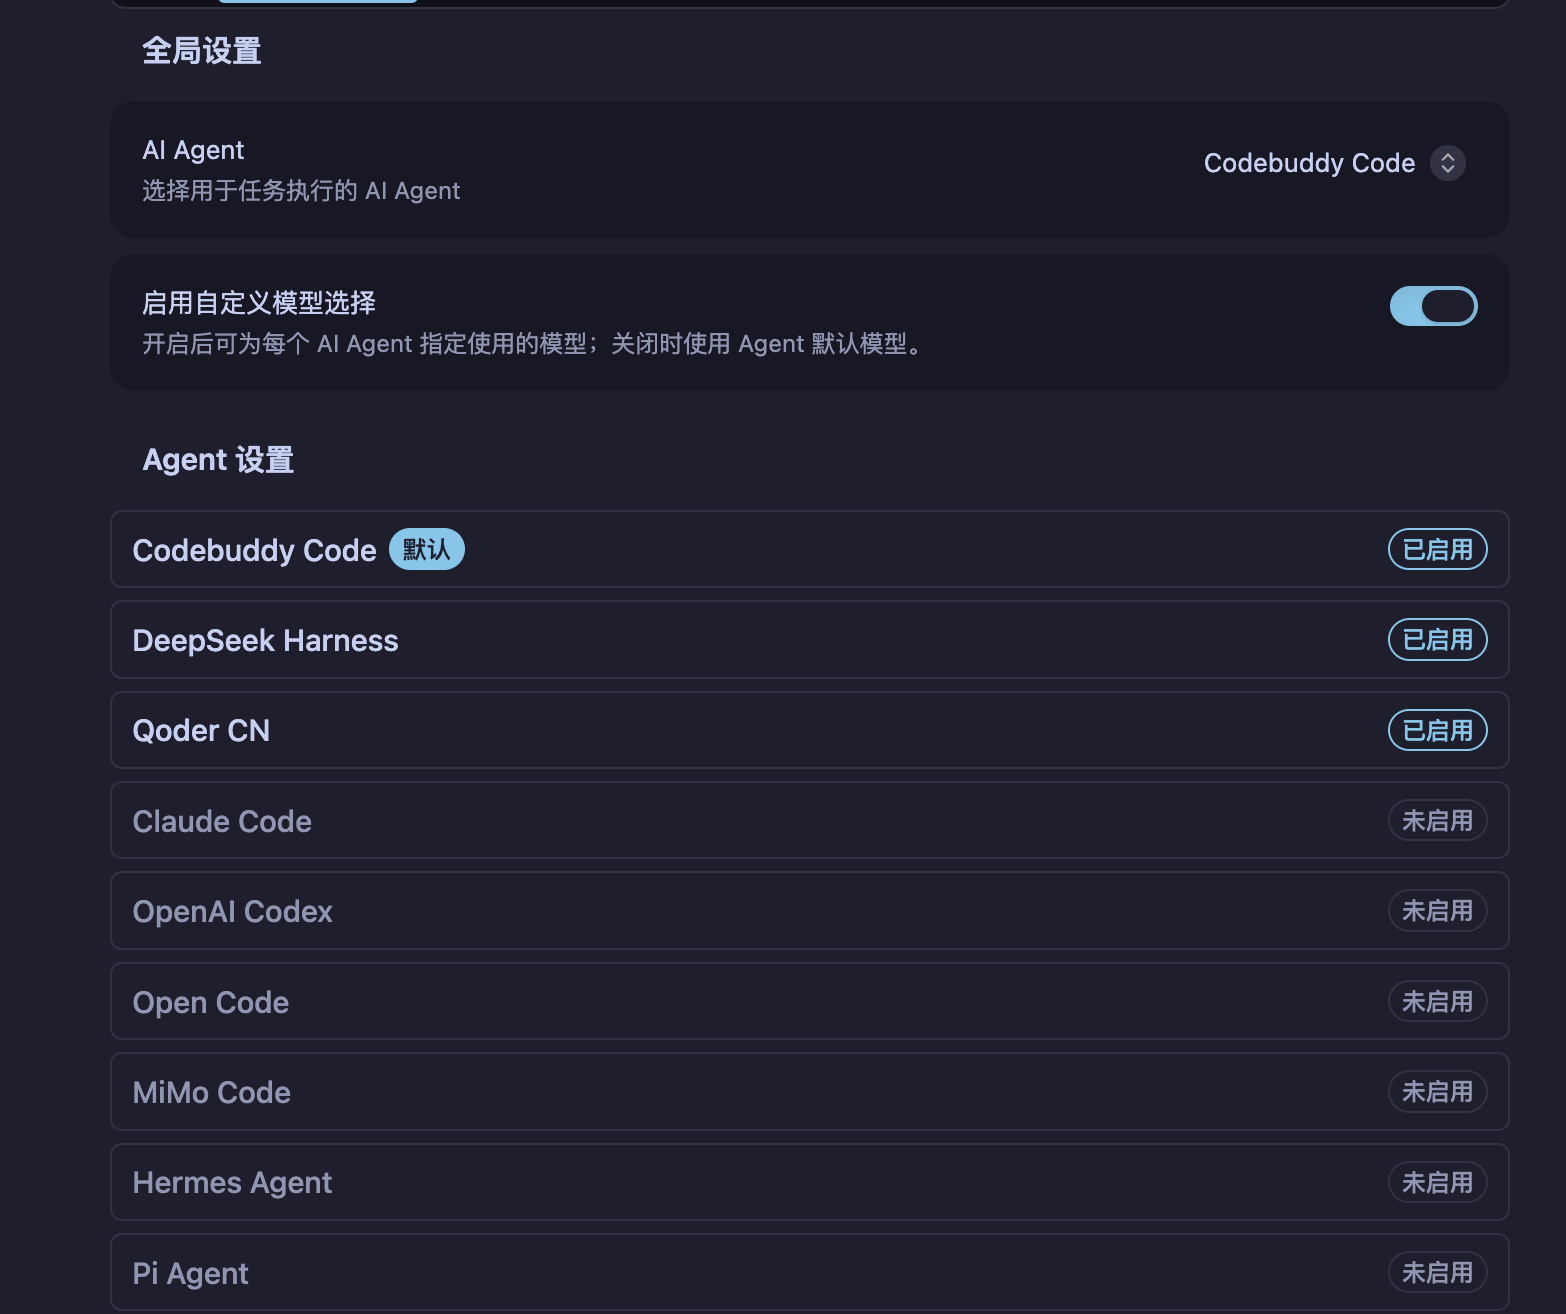 全局设置
AI Agent
Codebuddy Code
选择用于任务执行的 AI Agent
启用自定义模型选择
开启后可为每个 AI Agent 指定使用的模型；关闭时使用 Agent 默认模型。
Agent 设置
Codebuddy Code 默认 已启用
DeepSeek Harness 已启用
Qoder CN 已启用
Claude Code 未启用
OpenAI Codex 未启用
Open Code 未启用
MiMo Code 未启用
Hermes Agent 未启用
Pi Agent 未启用